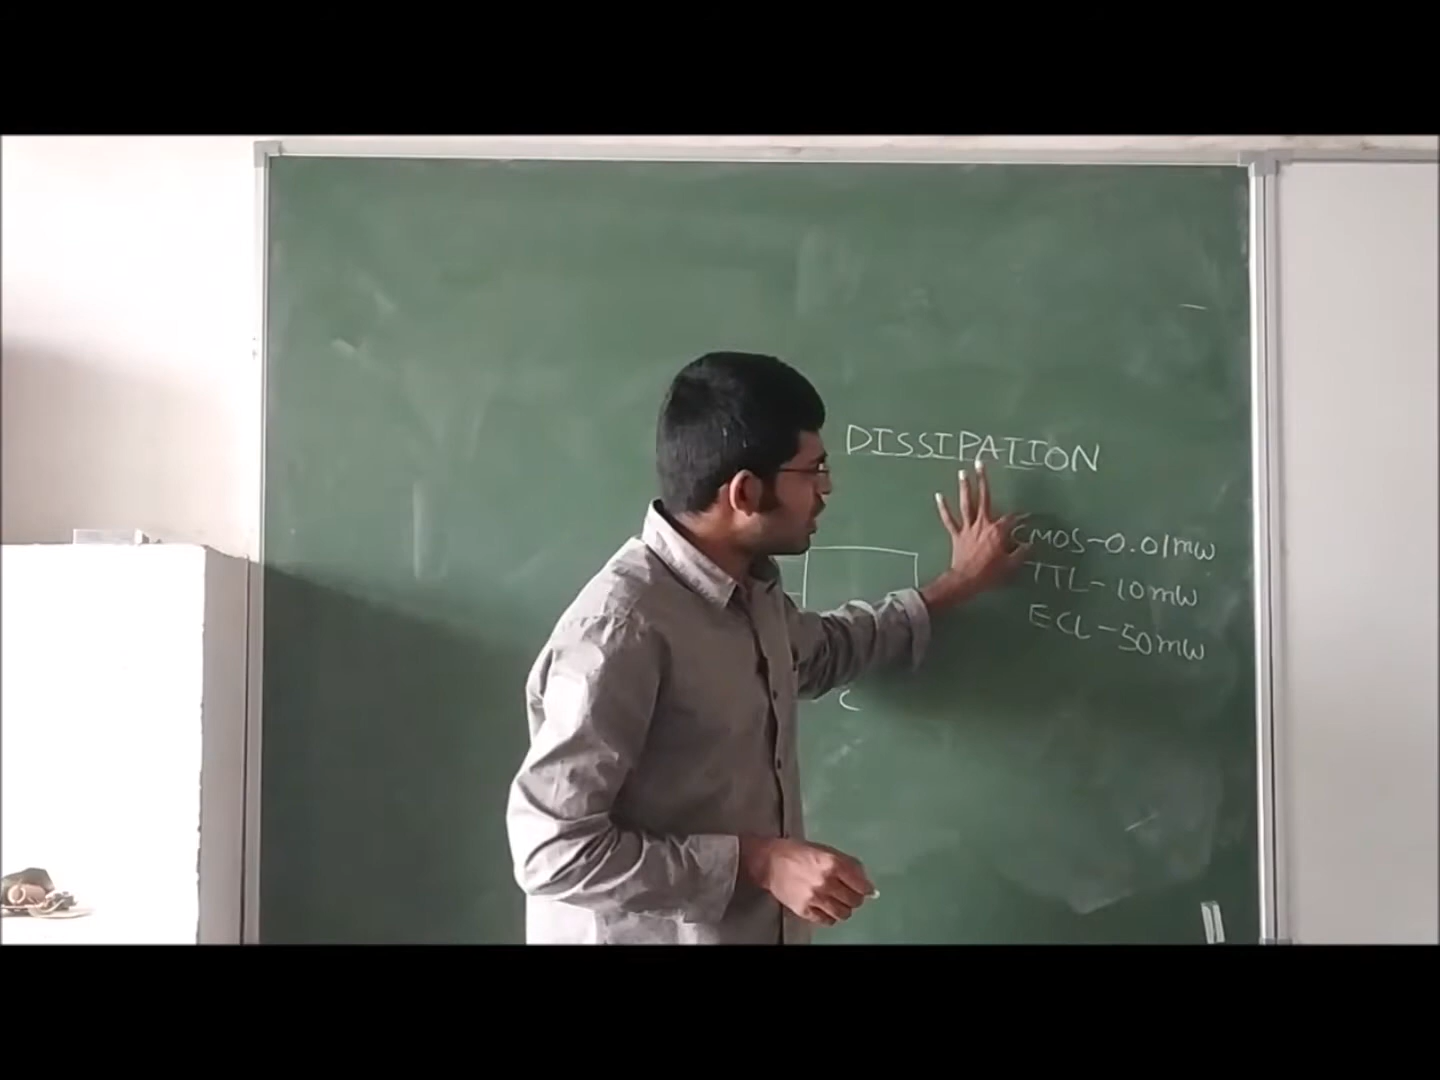 DISSIPATION
CMOS-0.01mW
TTL-10mW
ECL-50mW
C